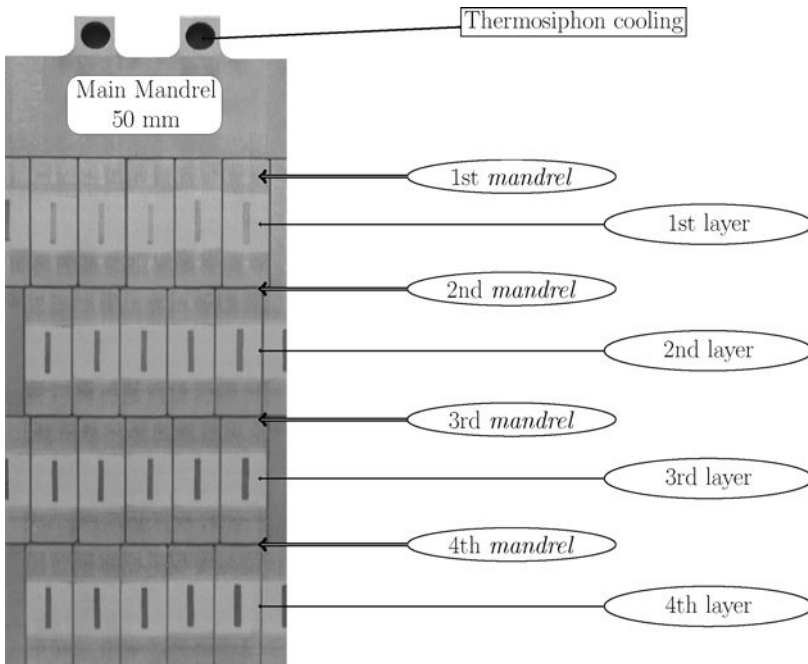 Thermosiphon cooling
Main Mandrel
50 mm
1st mandrel
1st layer
2nd mandrel
2nd layer
3rd mandrel
3rd layer
4th mandrel
4th layer